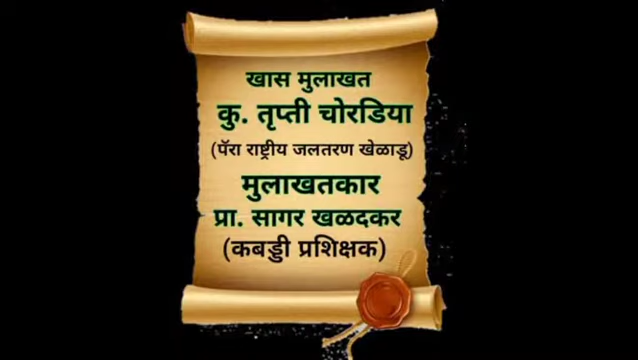 खास मुलाखत
कु. तृप्ती चोरडिया
(पॅरा राष्ट्रीय जलतरण खेळाडू)
मुलाखतकार
प्रा. सागर खळदकर
(कबड्डी प्रशिक्षक)